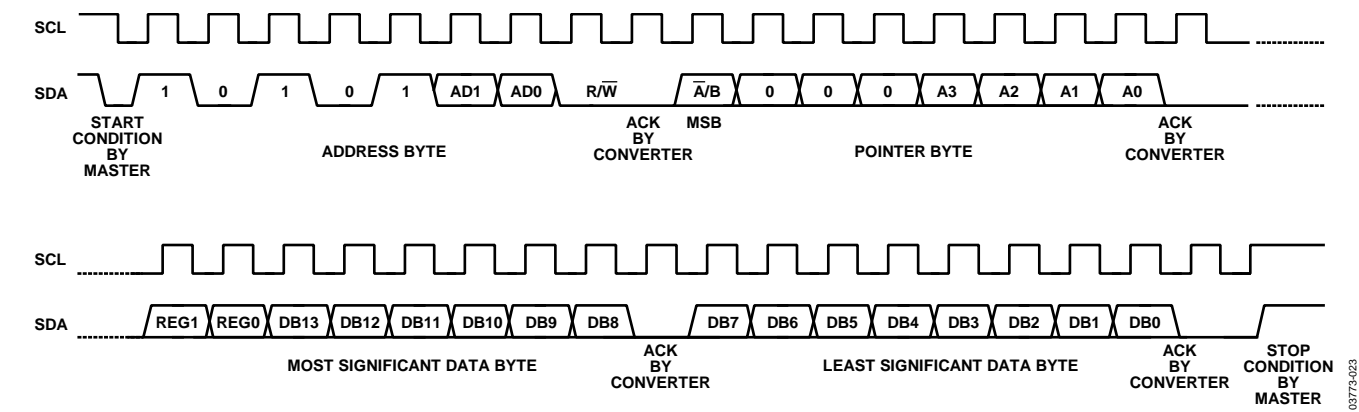 SCL
SDA 1 0 1 0 1 AD1 AD0 R/W̅ A̅/B 0 0 0 A3 A2 A1 A0
START
CONDITION
BY
MASTER
ADDRESS BYTE
ACK
BY
CONVERTER
MSB
POINTER BYTE
ACK
BY
CONVERTER
SCL
SDA REG1 REG0 DB13 DB12 DB11 DB10 DB9 DB8 DB7 DB6 DB5 DB4 DB3 DB2 DB1 DB0
MOST SIGNIFICANT DATA BYTE
ACK
BY
CONVERTER
LEAST SIGNIFICANT DATA BYTE
ACK
BY
CONVERTER
STOP
CONDITION
BY
MASTER
03773-023